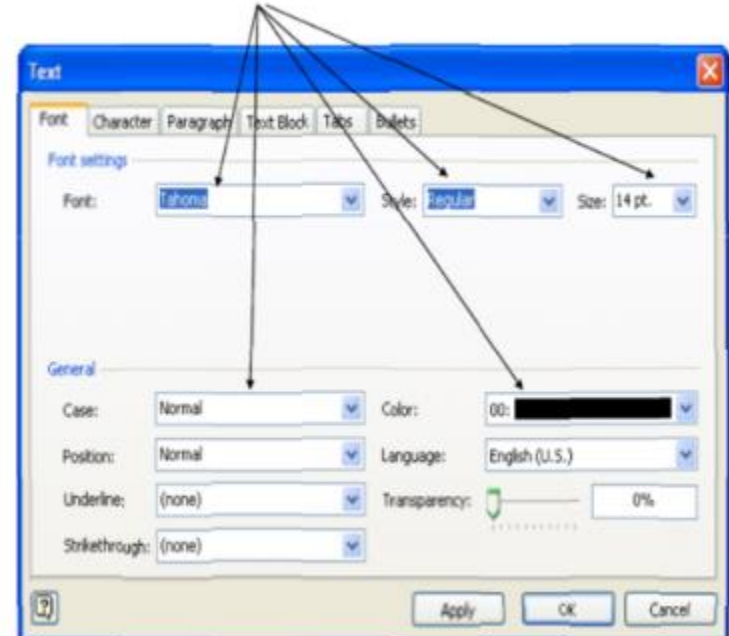 Text
Font Character Paragraph Text Block Tabs Bullets
Font settings
Font: Tahoma Style: Regular Size: 14 pt.
General
Case: Normal Color: 00:
Position: Normal Language: English (U.S.)
Underline: (none) Transparency: 0%
Strikethrough: (none)
Apply OK Cancel